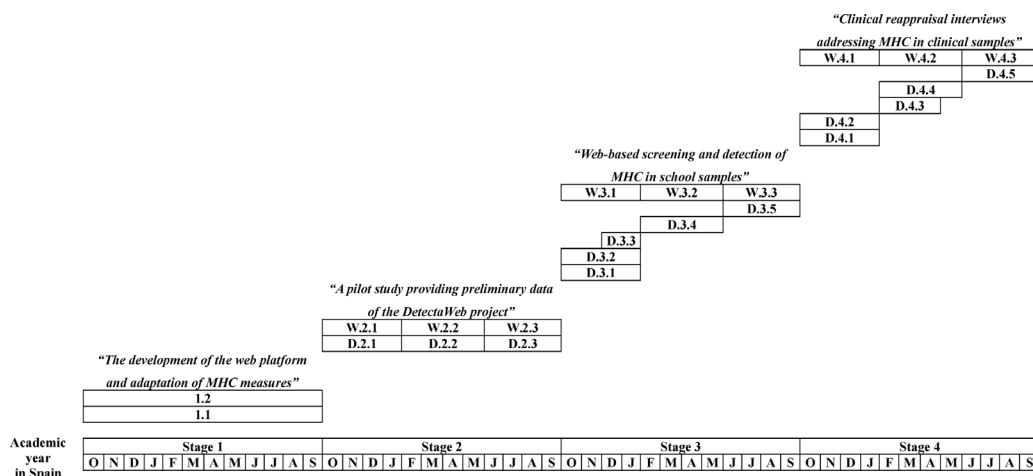 “Clinical reappraisal interviews
addressing MHC in clinical samples”
W.4.1 W.4.2 W.4.3
D.4.5
D.4.4
D.4.3
D.4.2
D.4.1
“Web-based screening and detection of
MHC in school samples”
W.3.1 W.3.2 W.3.3
D.3.5
D.3.4
D.3.3
D.3.2
D.3.1
“A pilot study providing preliminary data
of the DetectaWeb project”
W.2.1 W.2.2 W.2.3
D.2.1 D.2.2 D.2.3
“The development of the web platform
and adaptation of MHC measures”
1.2
1.1
Academic
year
in Spain
Stage 1 Stage 2 Stage 3 Stage 4
O N D J F M A M J J A S O N D J F M A M J J A S O N D J F M A M J J A S O N D J F M A M J J A S